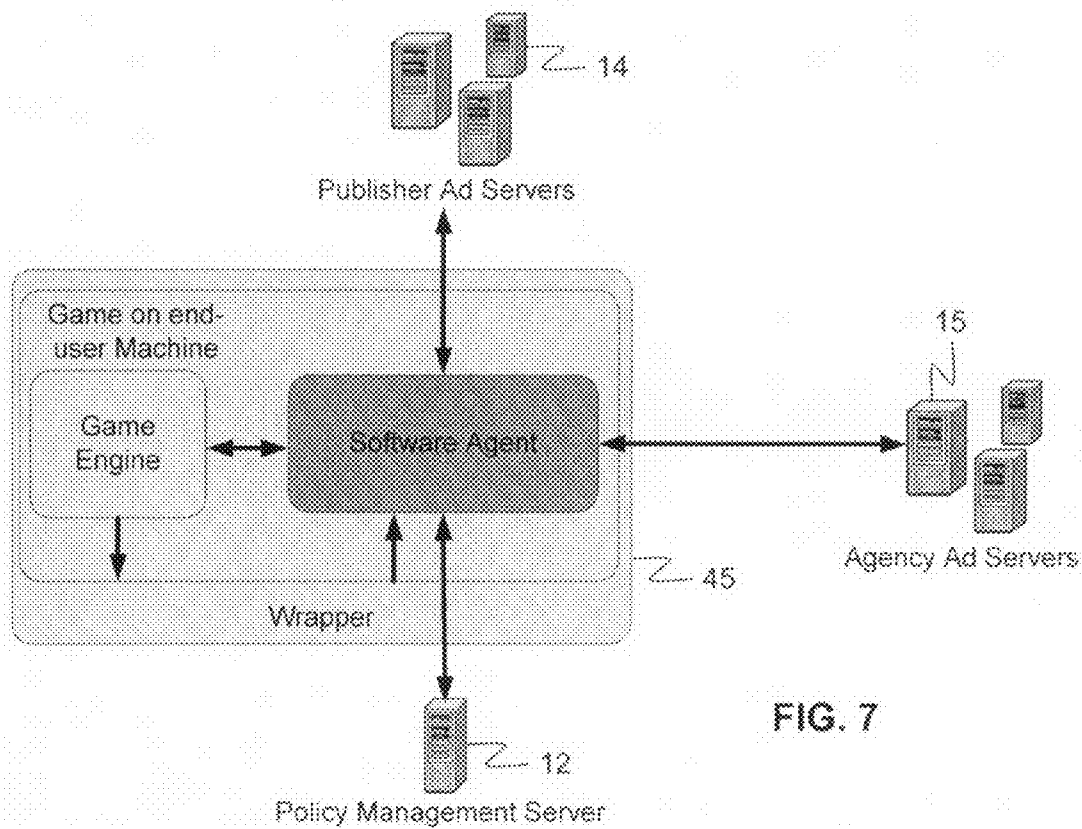 14
Publisher Ad Servers
Game on end-
user Machine
15
Game
Engine
Software Agent
Agency Ad Servers
45
Wrapper
FIG. 7
12
Policy Management Server